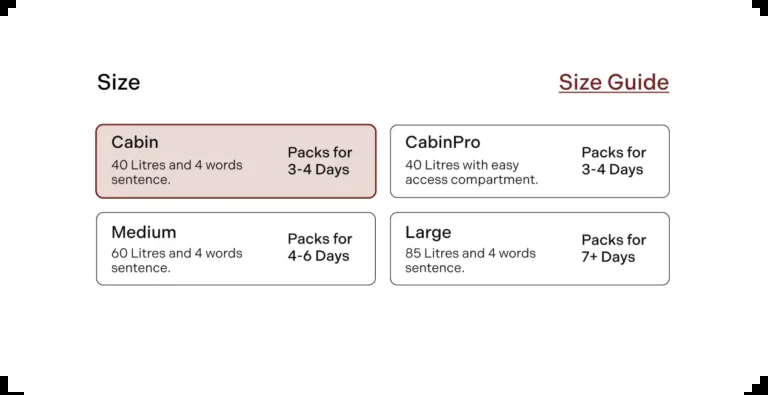 Size
Size Guide
Cabin
40 Litres and 4 words
sentence.
Packs for
3-4 Days
CabinPro
40 Litres with easy
access compartment.
Packs for
3-4 Days
Medium
60 Litres and 4 words
sentence.
Packs for
4-6 Days
Large
85 Litres and 4 words
sentence.
Packs for
7+ Days